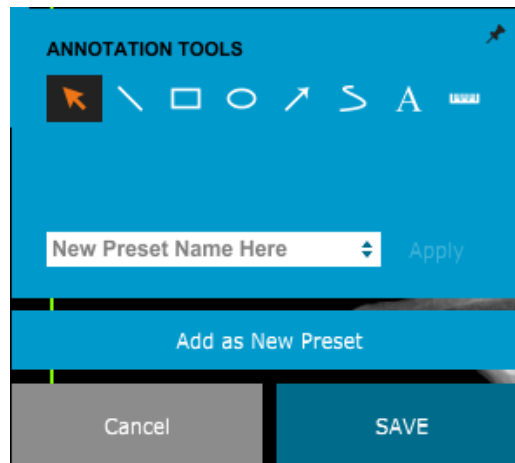 ANNOTATION TOOLS
A
New Preset Name Here
Apply
Add as New Preset
Cancel
SAVE